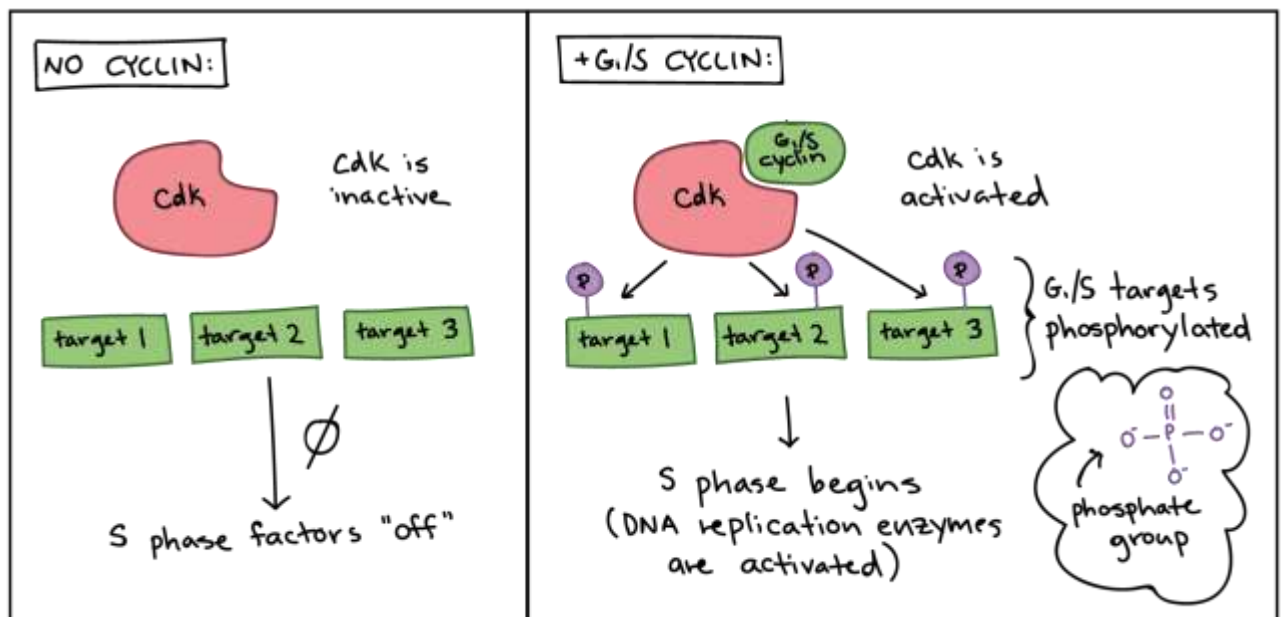 NO CYCLIN:
Cdk
Cdk is
inactive
target 1
target 2
target 3
∅
S phase factors "off"
+G₁/S CYCLIN:
G₁/S
cyclin
Cdk
Cdk is
activated
P
P
P
target 1
target 2
target 3
G₁/S targets
phosphorylated
S phase begins
(DNA replication enzymes
are activated)
O
O⁻-P-O⁻
O⁻
phosphate
group